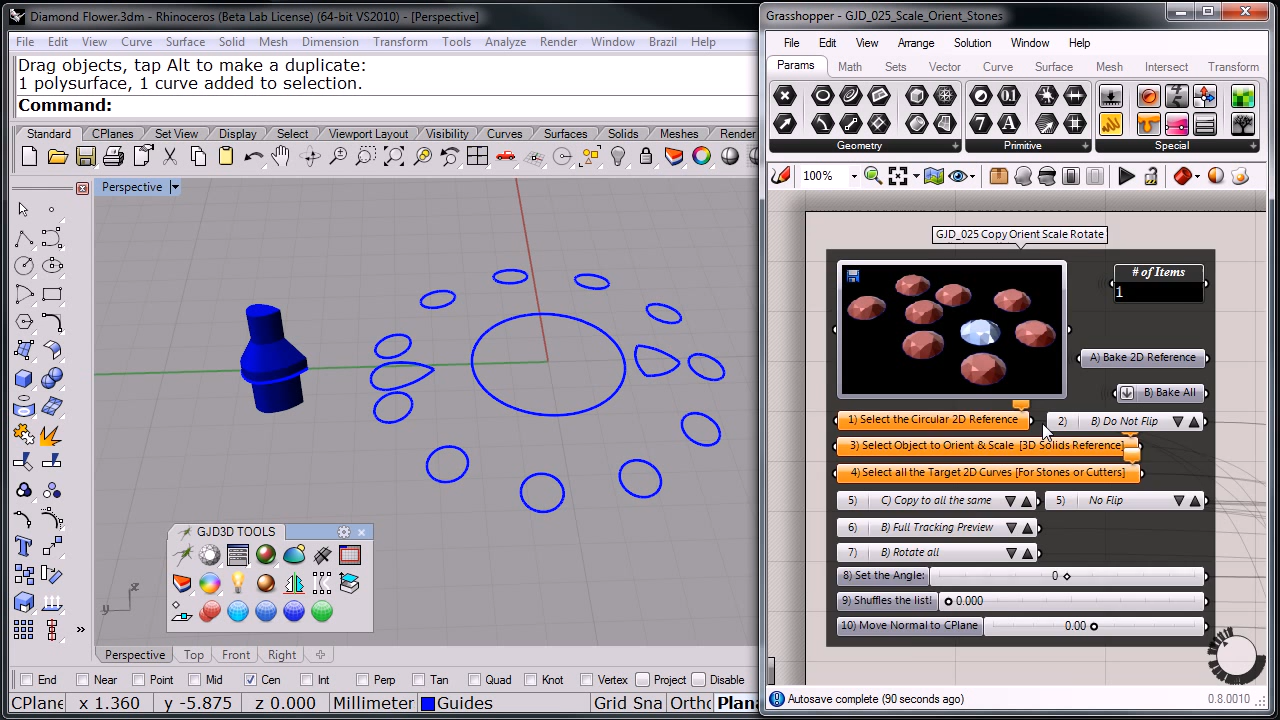 Diamond Flower.3dm - Rhinoceros (Beta Lab License) (64-bit VS2010) - [Perspective]
File Edit View Curve Surface Solid Mesh Dimension Transform Tools Analyze Render Window Brazil Help
Drag objects, tap Alt to make a duplicate:
1 polysurface, 1 curve added to selection.
Command:
Standard CPlanes Set View Display Select Viewport Layout Visibility Curves Surfaces Solids Meshes Render
Perspective
GJD3D TOOLS
z
y
Perspective Top Front Right
End Near Point Mid Cen Int Perp Tan Quad Knot Vertex Project Disable
CPlane x 1.360 y -5.875 z 0.000 Millimeter Guides Grid Sna Ortho Plana
Grasshopper - GJD_025_Scale_Orient_Stones
File Edit View Arrange Solution Window Help
Params Math Sets Vector Curve Surface Mesh Intersect Transform
Geometry Primitive Special
100%
GJD_025 Copy Orient Scale Rotate
# of Items
1
A) Bake 2D Reference
B) Bake All
1) Select the Circular 2D Reference
2) B) Do Not Flip
3) Select Object to Orient & Scale [3D Solids Reference]
4) Select all the Target 2D Curves [For Stones or Cutters]
5) C) Copy to all the same
5) No Flip
6) B) Full Tracking Preview
7) B) Rotate all
8) Set the Angle: 0
9) Shuffles the list! 0.000
10) Move Normal to CPlane 0.00
Autosave complete (90 seconds ago)
0.8.0010